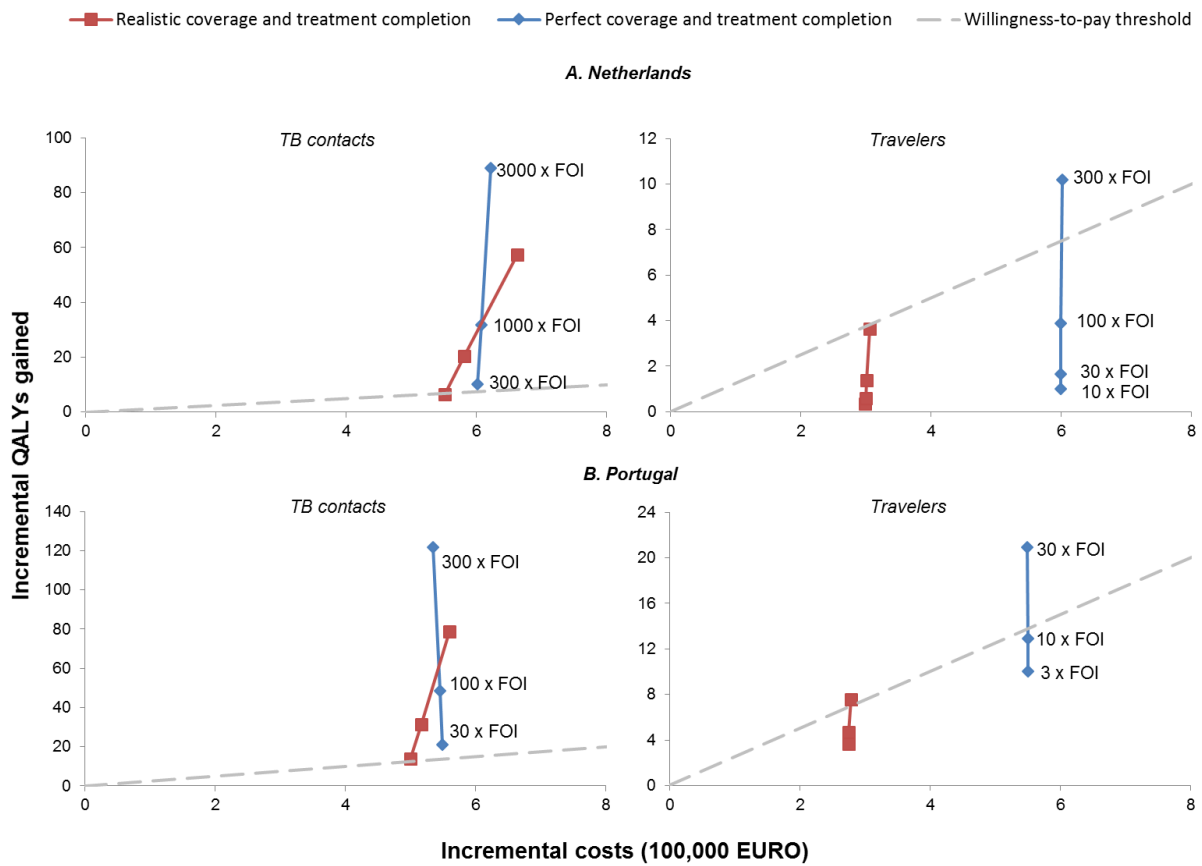 Realistic coverage and treatment completion
Perfect coverage and treatment completion
Willingness-to-pay threshold
A. Netherlands
Incremental QALYs gained
TB contacts
100
80
60
40
20
0
0 2 4 6 8
3000 x FOI
1000 x FOI
300 x FOI
Travelers
12
10
8
6
4
2
0
0 2 4 6 8
300 x FOI
100 x FOI
30 x FOI
10 x FOI
B. Portugal
TB contacts
140
120
100
80
60
40
20
0
0 2 4 6 8
300 x FOI
100 x FOI
30 x FOI
Travelers
24
20
16
12
8
4
0
0 2 4 6 8
30 x FOI
10 x FOI
3 x FOI
Incremental costs (100,000 EURO)